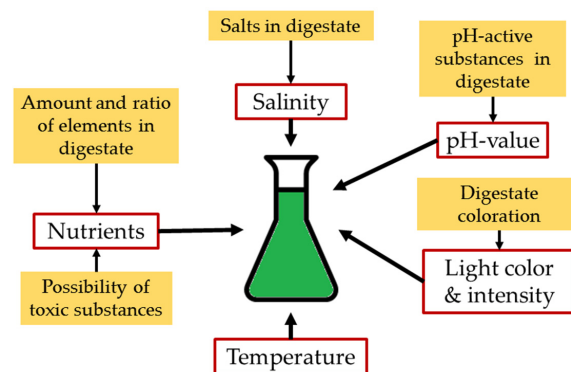 Salts in digestate
Salinity
pH-active
substances in
digestate
pH-value
Amount and ratio
of elements in
digestate
Nutrients
Possibility of
toxic substances
Digestate
coloration
Light color
& intensity
Temperature